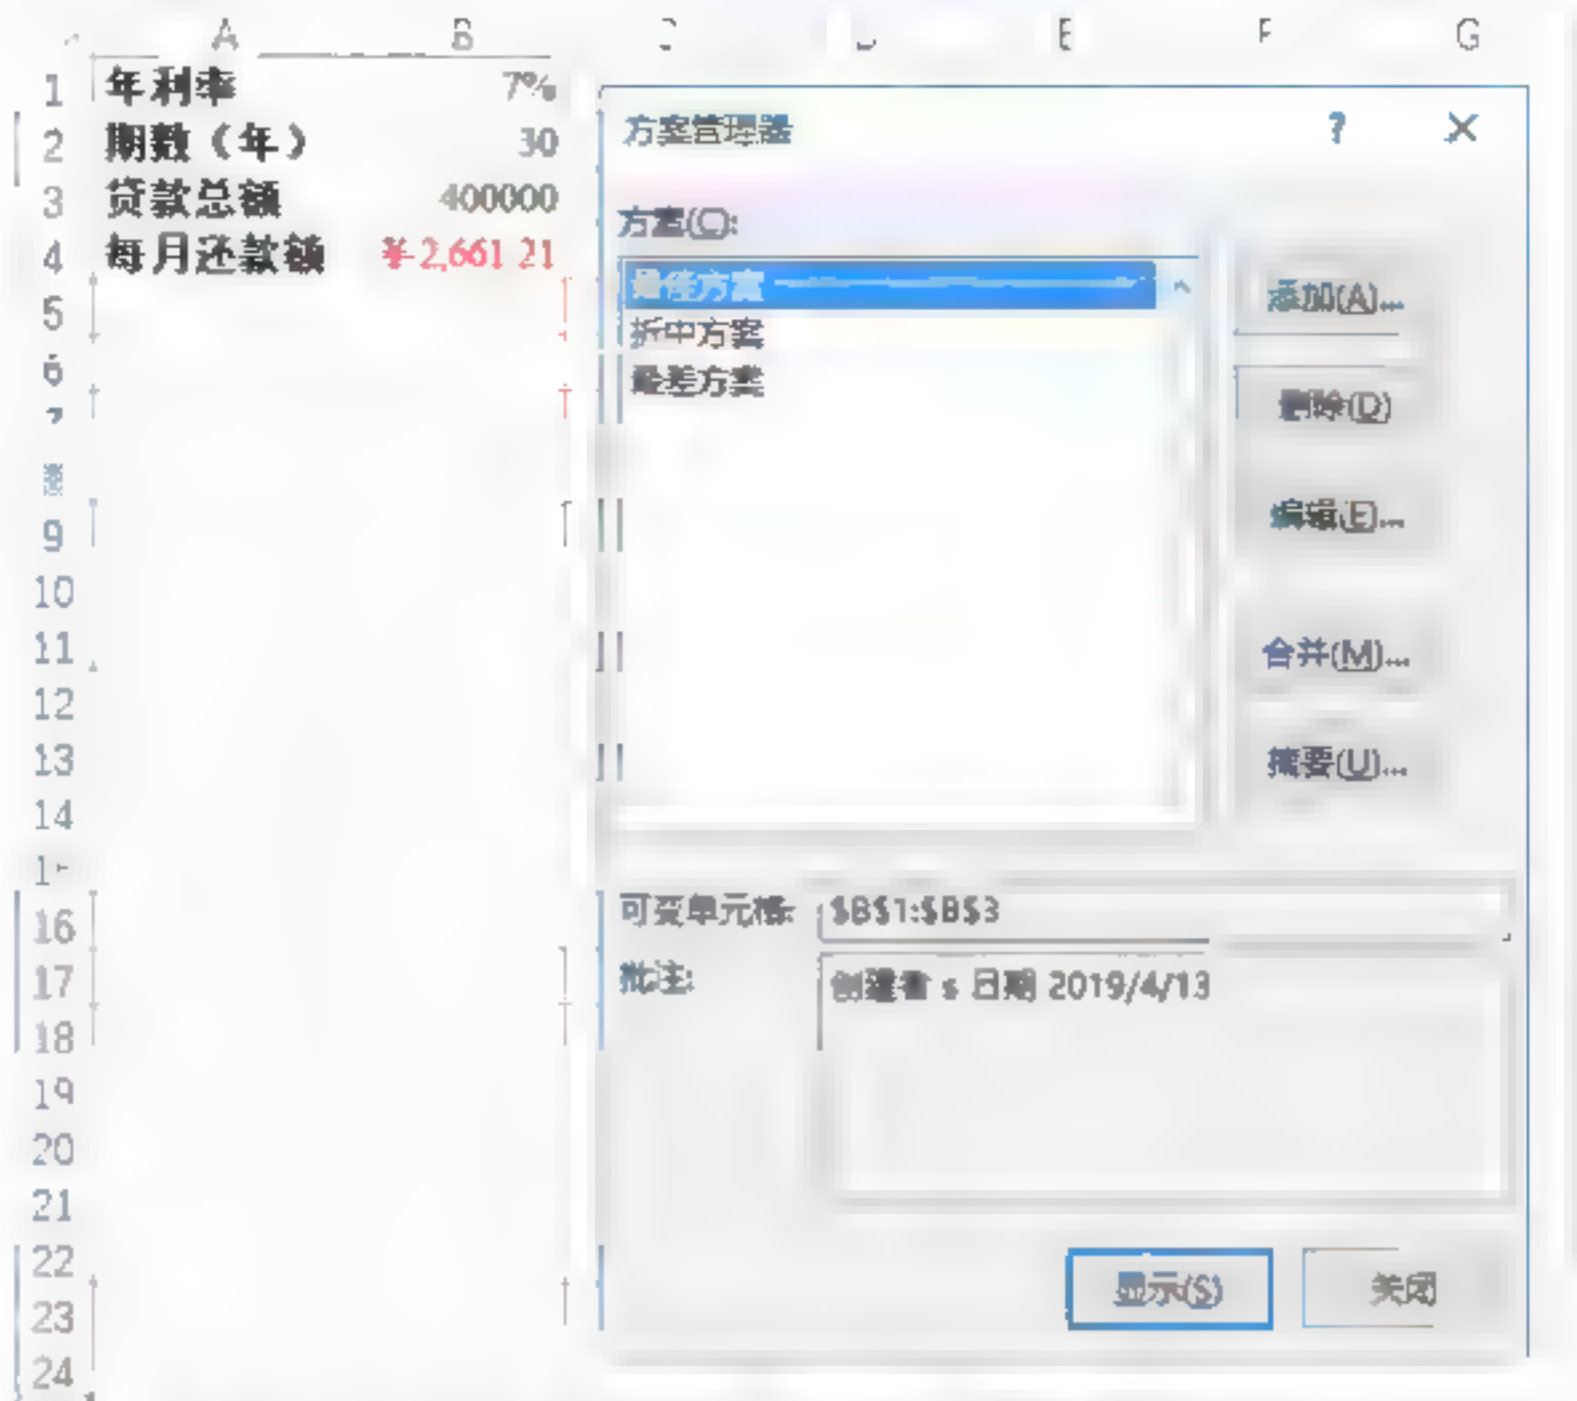 A B E F G
1 年利率 7%
2 期数（年） 30
3 贷款总额 400000
4 每月还款额 ¥ 2,661 21
5
6
7
8
9
10
11
12
13
14
16
17
18
19
20
21
22
23
24
方案管理器 ? ×
方案(C):
最佳方案
折中方案
最差方案
添加(A)...
删除(D)
编辑(E)...
合并(M)...
摘要(U)...
可变单元格: $B$1:$B$3
批注: 创建者 s 日期 2019/4/13
显示(S) 关闭